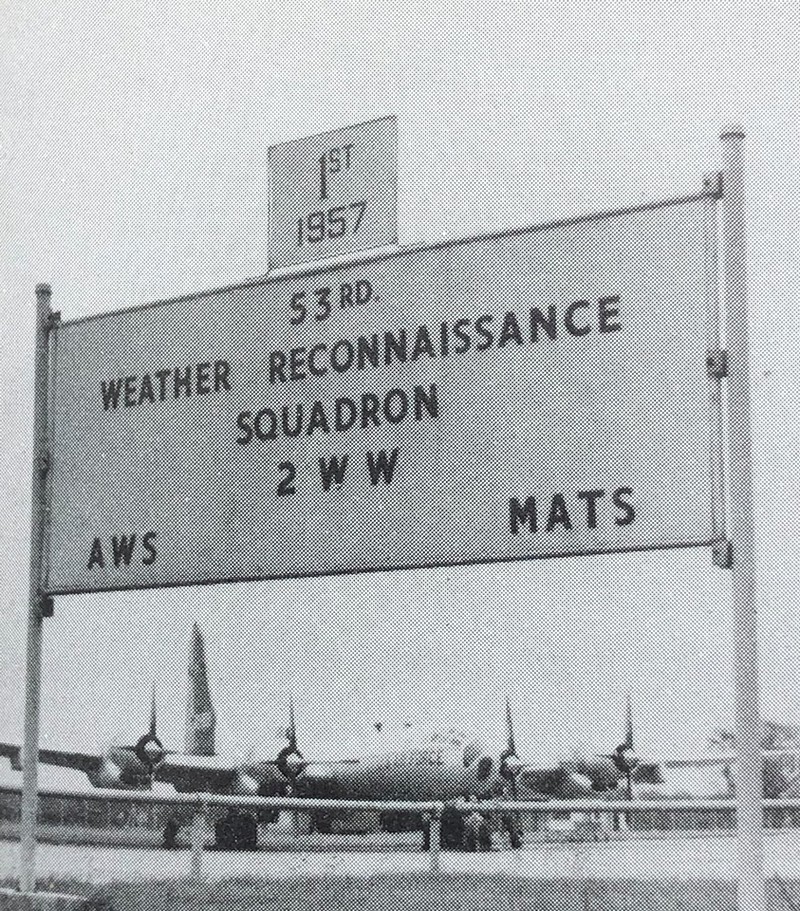 1ST
1957
53RD.
WEATHER RECONNAISSANCE
SQUADRON
2 W W
AWS MATS